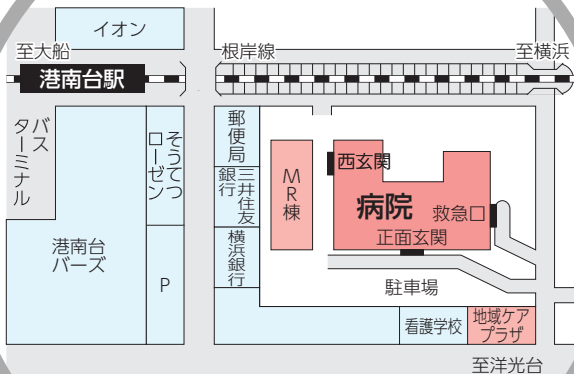 イオン
至大船
根岸線
至横浜
港南台駅
バス
ターミナル
そうてつ
ローゼン
郵便局
三井住友
銀行
横浜銀行
MR棟
西玄関
病院
救急口
正面玄関
港南台
バーズ
P
駐車場
看護学校
地域ケア
プラザ
至洋光台